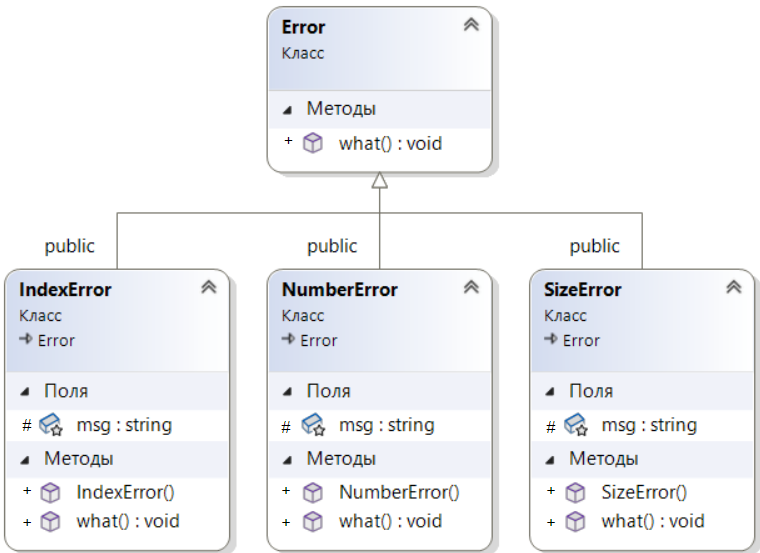 Error
Класс
Методы
+ what() : void
public
public
public
IndexError
Класс
Error
Поля
# msg : string
Методы
+ IndexError()
+ what() : void
NumberError
Класс
Error
Поля
# msg : string
Методы
+ NumberError()
+ what() : void
SizeError
Класс
Error
Поля
# msg : string
Методы
+ SizeError()
+ what() : void